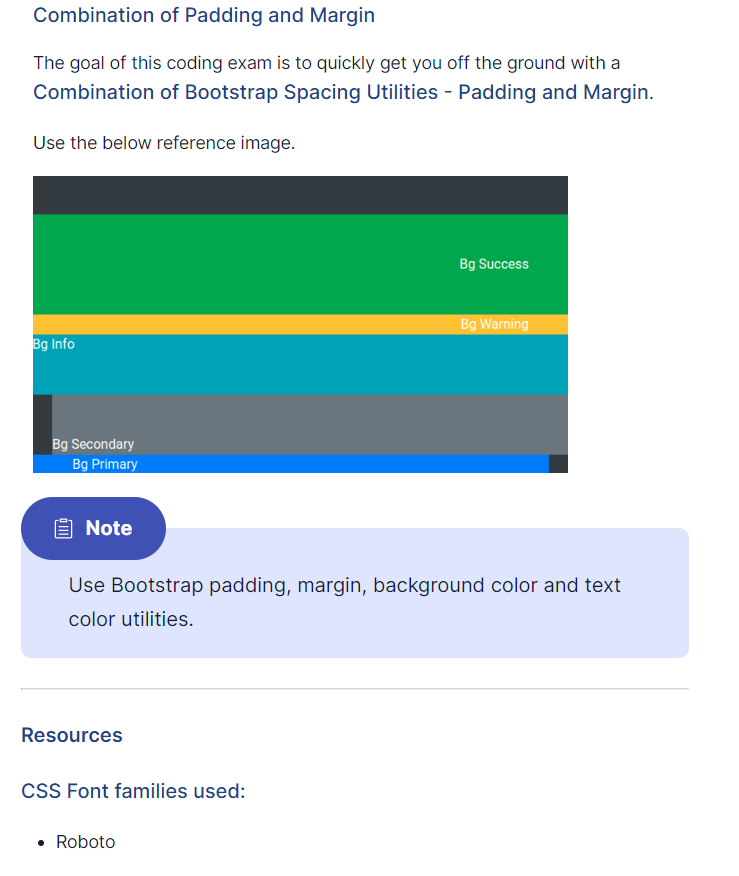 Combination of Padding and Margin
The goal of this coding exam is to quickly get you off the ground with a
Combination of Bootstrap Spacing Utilities - Padding and Margin.
Use the below reference image.
Bg Success
Bg Warning
Bg Info
Bg Secondary
Bg Primary
Note
Use Bootstrap padding, margin, background color and text
color utilities.
Resources
CSS Font families used:
• Roboto